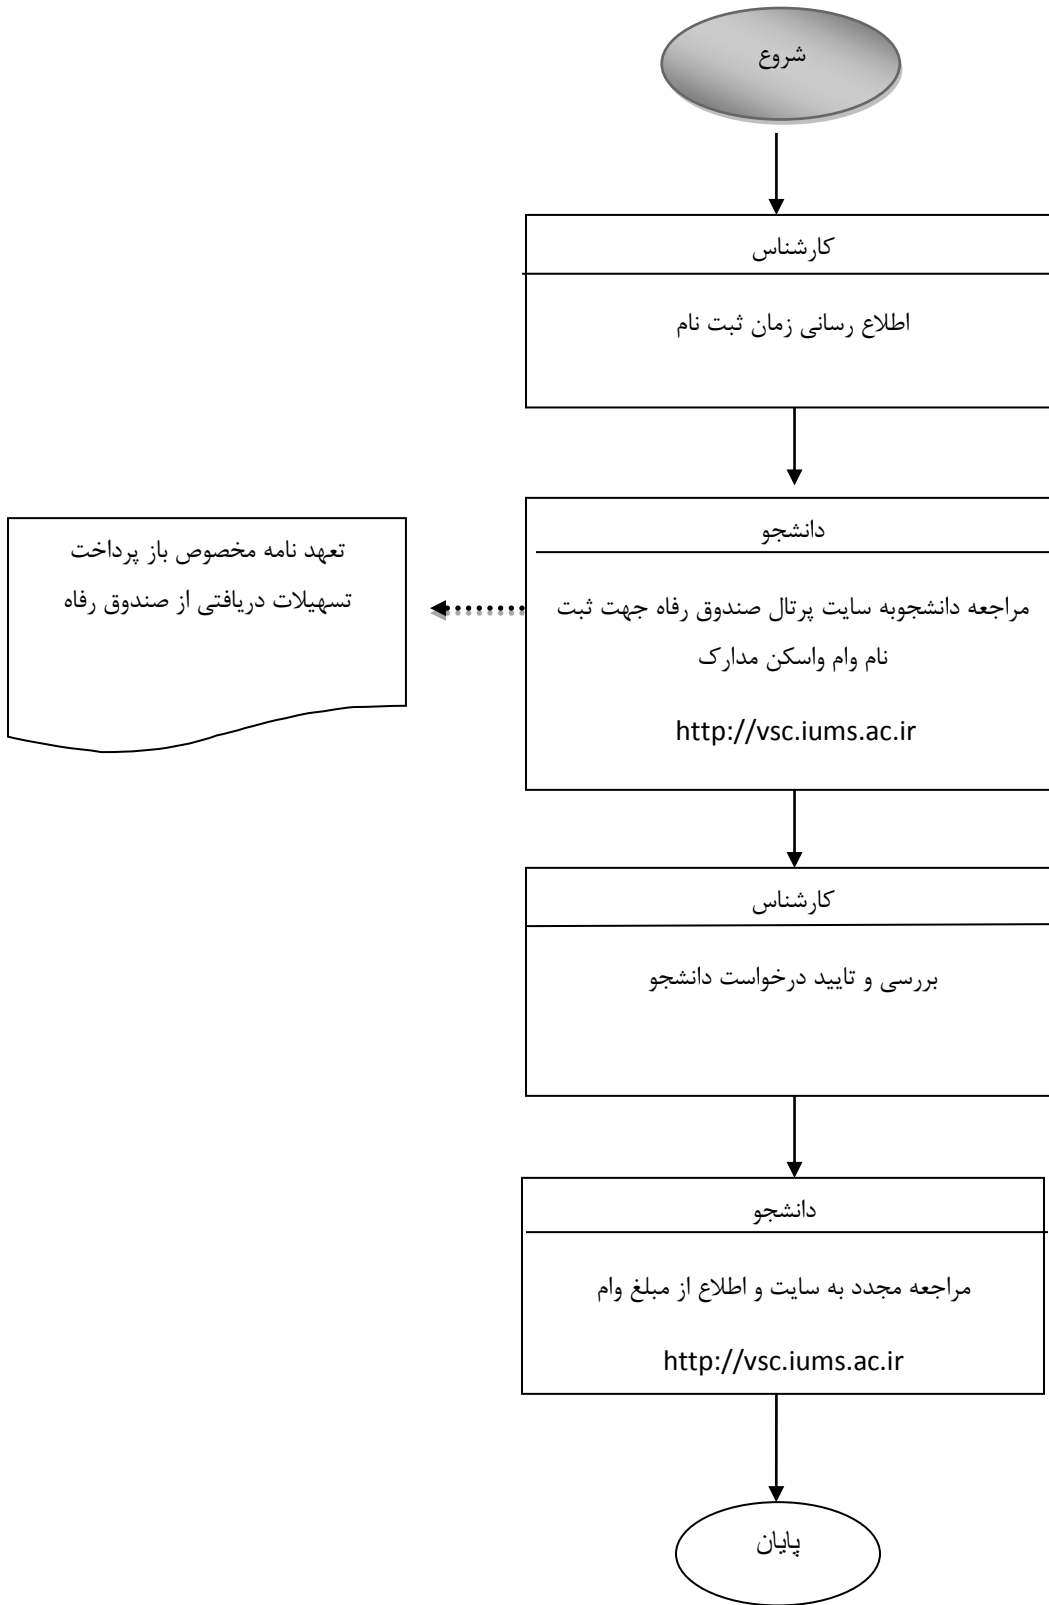 شروع
کارشناس
اطلاع رسانی زمان ثبت نام
دانشجو
مراجعه دانشجوبه سایت پرتال صندوق رفاه جهت ثبت
نام وام واسکن مدارک
http://vsc.iums.ac.ir
تعهد نامه مخصوص باز پرداخت
تسهیلات دریافتی از صندوق رفاه
کارشناس
بررسی و تایید درخواست دانشجو
دانشجو
مراجعه مجدد به سایت و اطلاع از مبلغ وام
http://vsc.iums.ac.ir
پایان